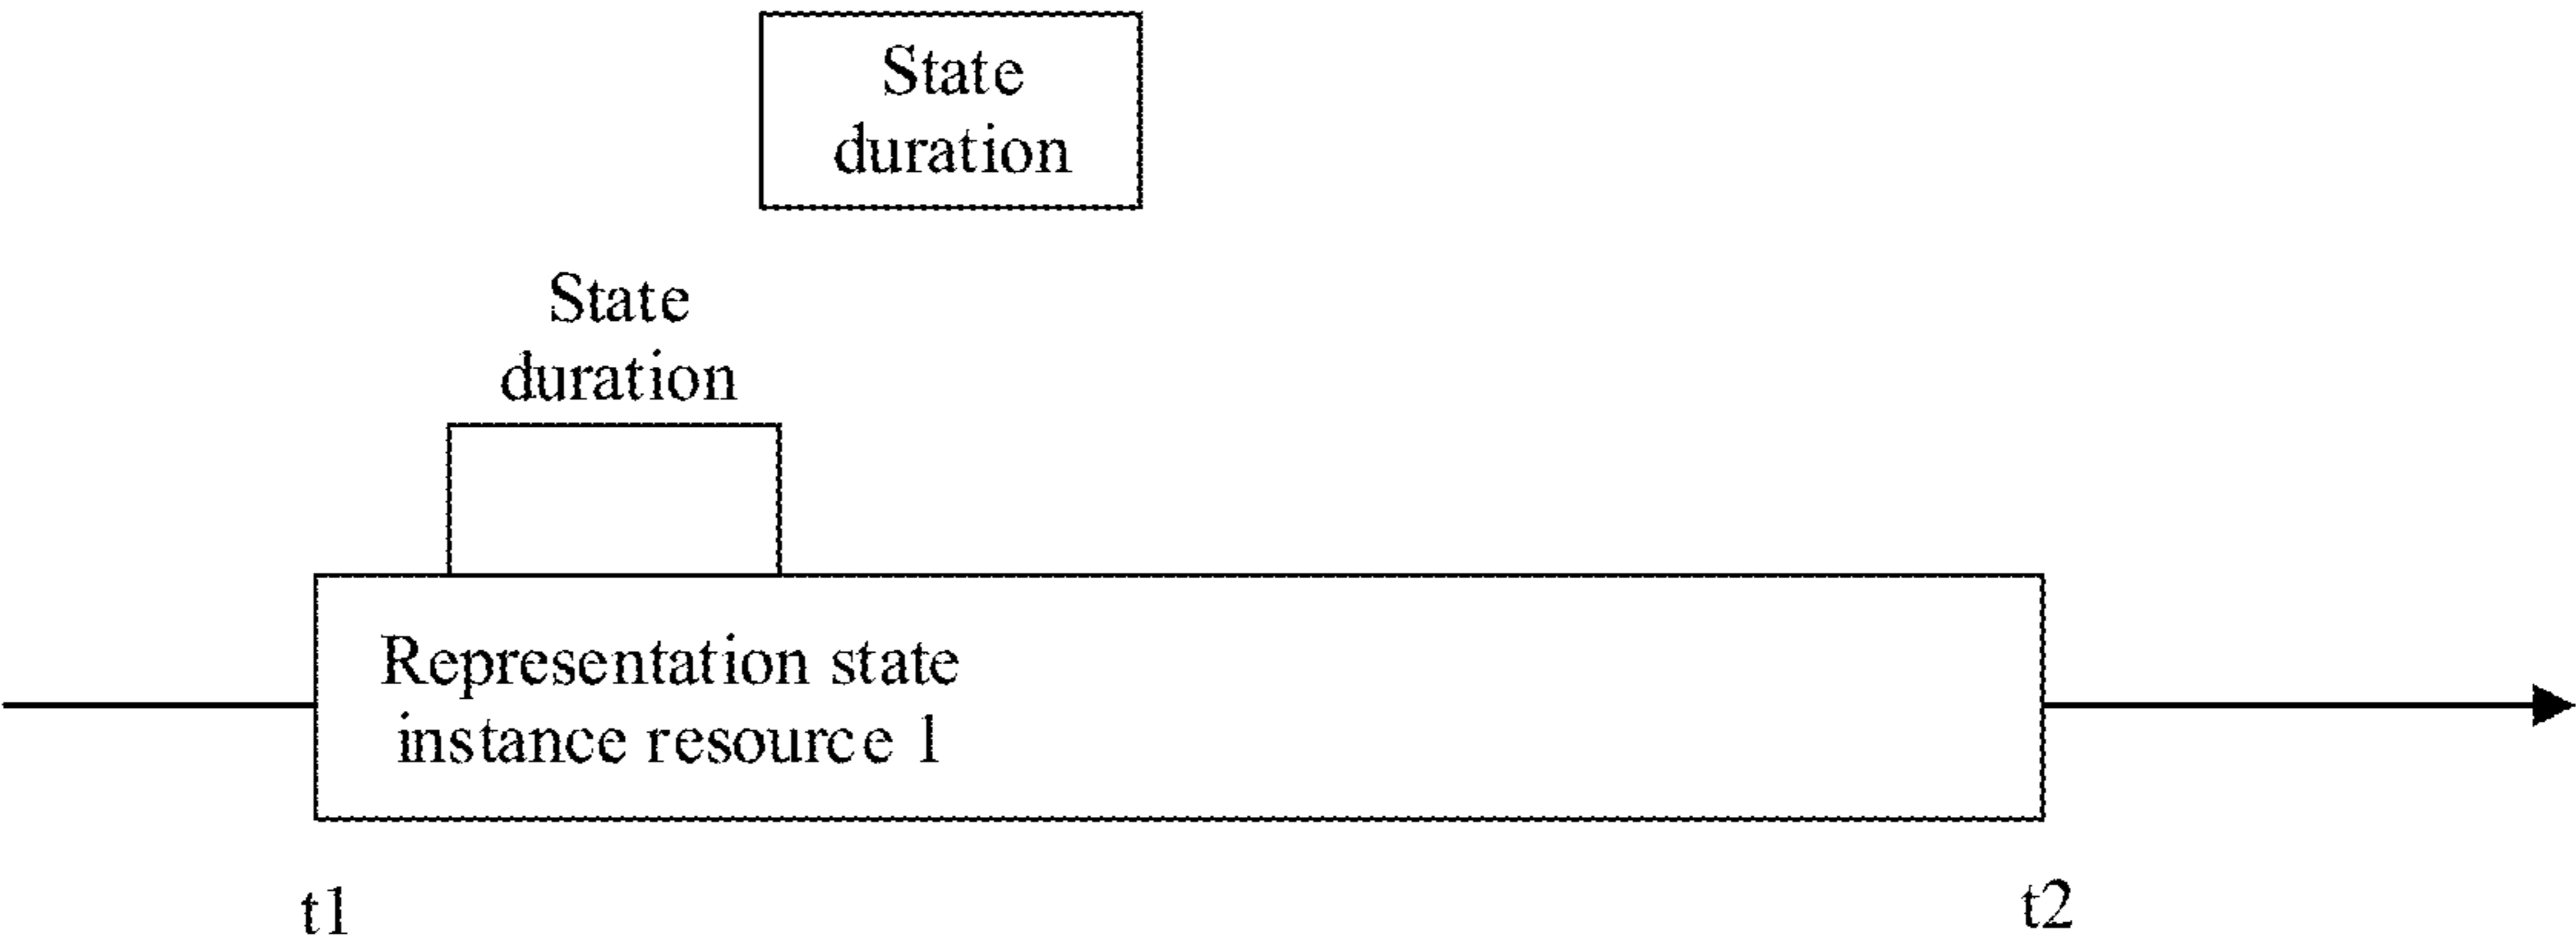 State
duration
State
duration
Representation state
instance resource 1
t1
t2